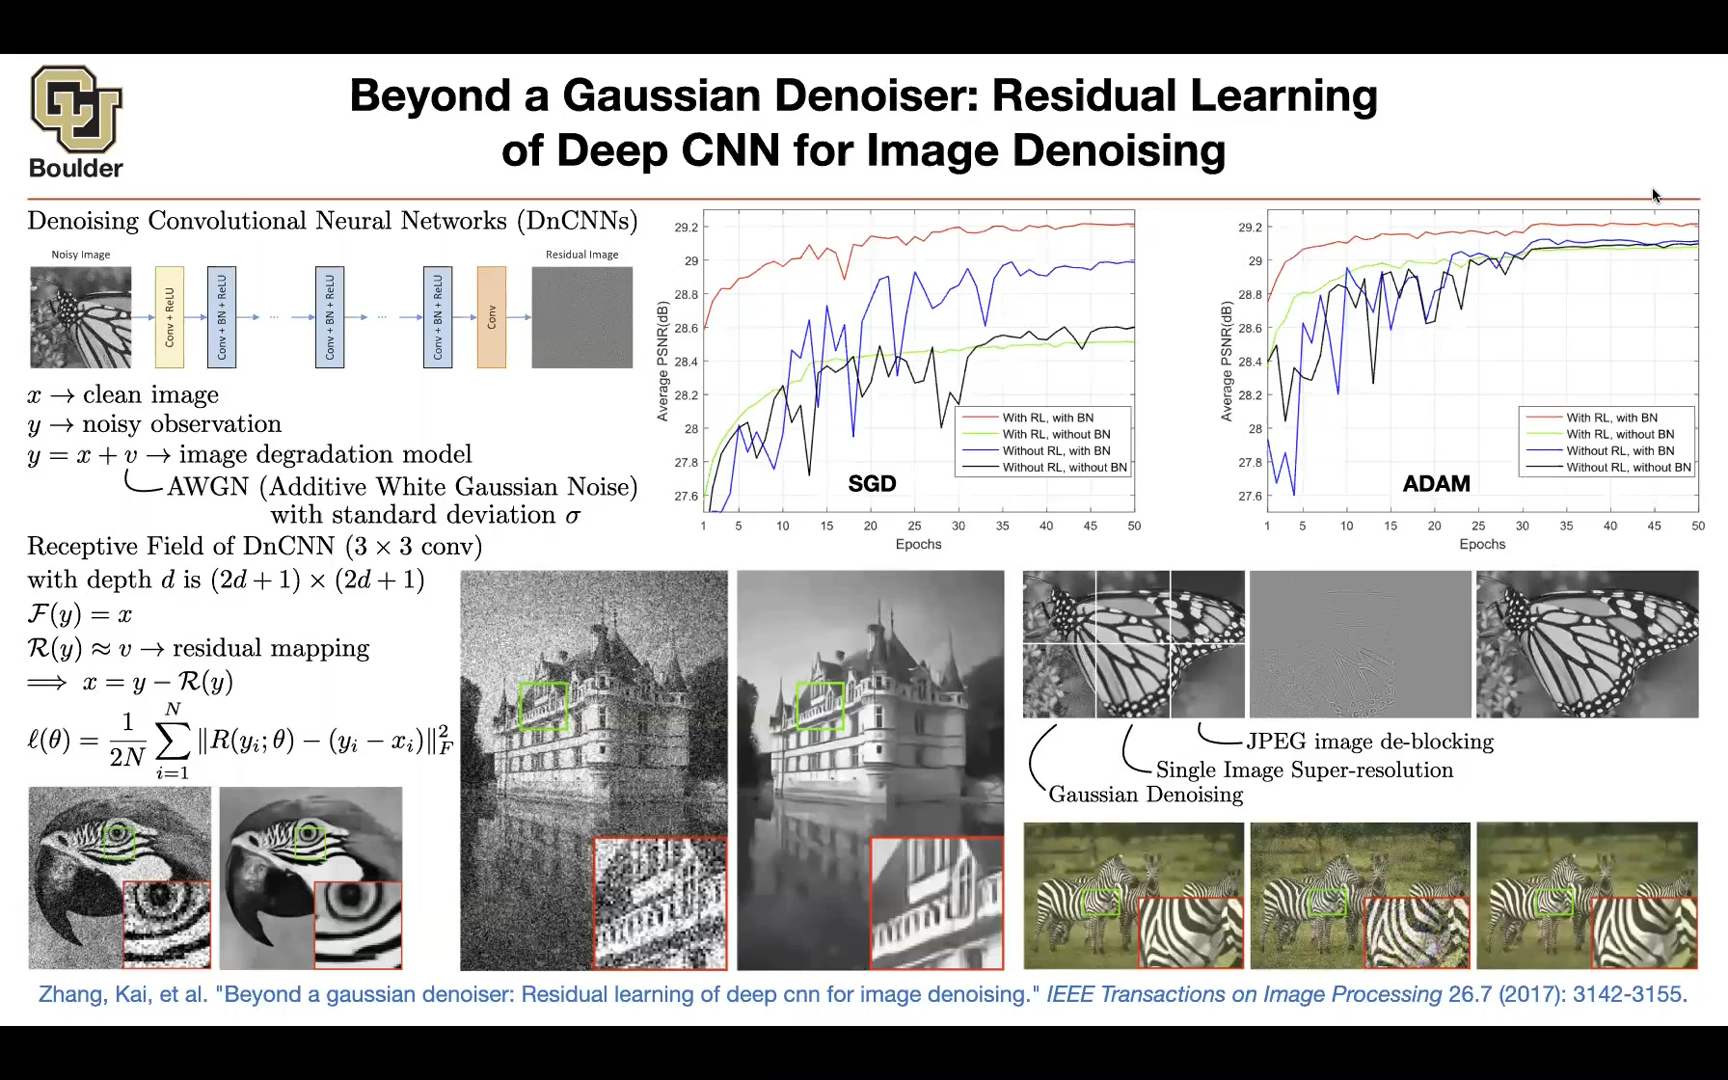 Boulder
Beyond a Gaussian Denoiser: Residual Learning
of Deep CNN for Image Denoising
Denoising Convolutional Neural Networks (DnCNNs)
Noisy Image
Residual Image
Conv + ReLU
Conv + BN + ReLU
...
Conv + BN + ReLU
...
Conv + BN + ReLU
Conv
x → clean image
y → noisy observation
y = x + v → image degradation model
AWGN (Additive White Gaussian Noise)
with standard deviation σ
Receptive Field of DnCNN (3 × 3 conv)
with depth d is (2d + 1) × (2d + 1)
F(y) = x
R(y) ≈ v → residual mapping
⟹ x = y − R(y)
ℓ(θ) = 1/2N ∑_{i=1}^{N} ‖R(y_i; θ) − (y_i − x_i)‖_F^2
Average PSNR(dB)
29.2
29
28.8
28.6
28.4
28.2
28
27.8
27.6
With RL, with BN
With RL, without BN
Without RL, with BN
Without RL, without BN
SGD
1 5 10 15 20 25 30 35 40 45 50
Epochs
Average PSNR(dB)
29.2
29
28.8
28.6
28.4
28.2
28
27.8
27.6
With RL, with BN
With RL, without BN
Without RL, with BN
Without RL, without BN
ADAM
1 5 10 15 20 25 30 35 40 45 50
Epochs
JPEG image de-blocking
Single Image Super-resolution
Gaussian Denoising
Zhang, Kai, et al. "Beyond a gaussian denoiser: Residual learning of deep cnn for image denoising." IEEE Transactions on Image Processing 26.7 (2017): 3142-3155.